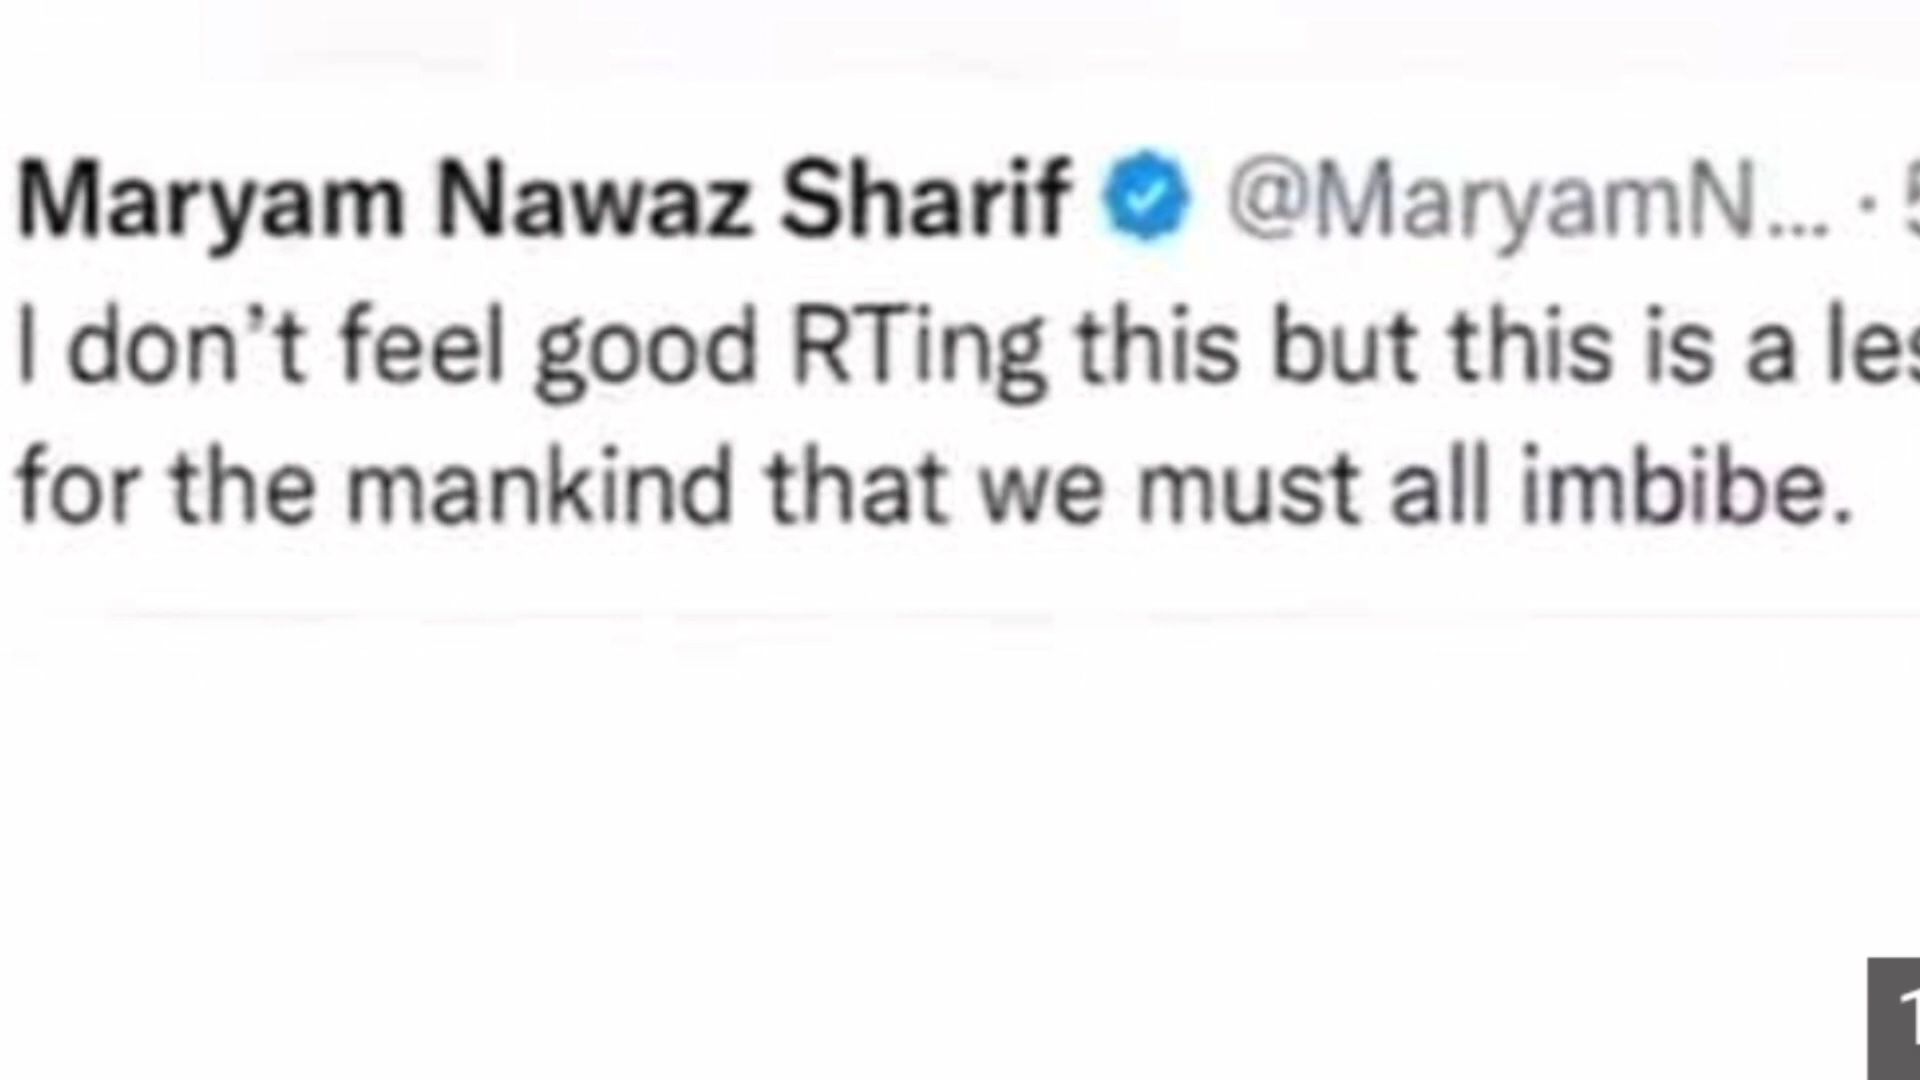 Maryam Nawaz Sharif @MaryamN... ·
I don't feel good RTing this but this is a
for the mankind that we must all imbibe.